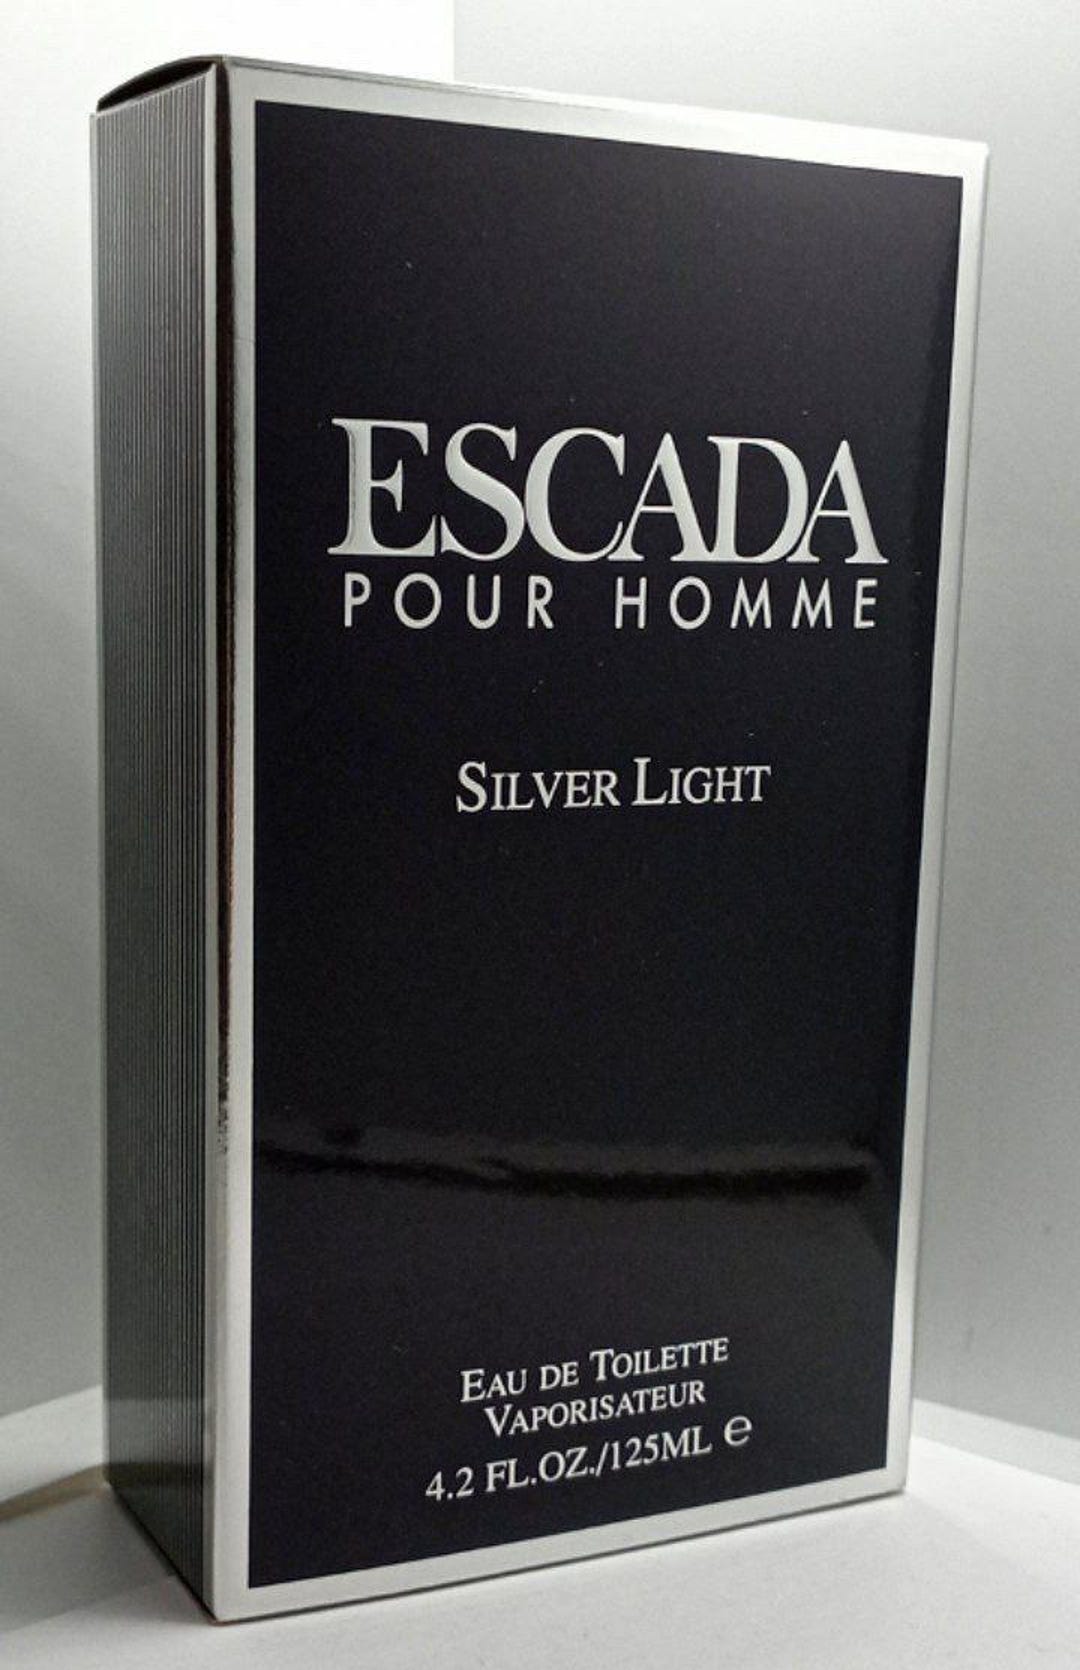 ESCADA
POUR HOMME
SILVER LIGHT
EAU DE TOILETTE
VAPORISATEUR
4.2 FL.OZ./125ML ℮